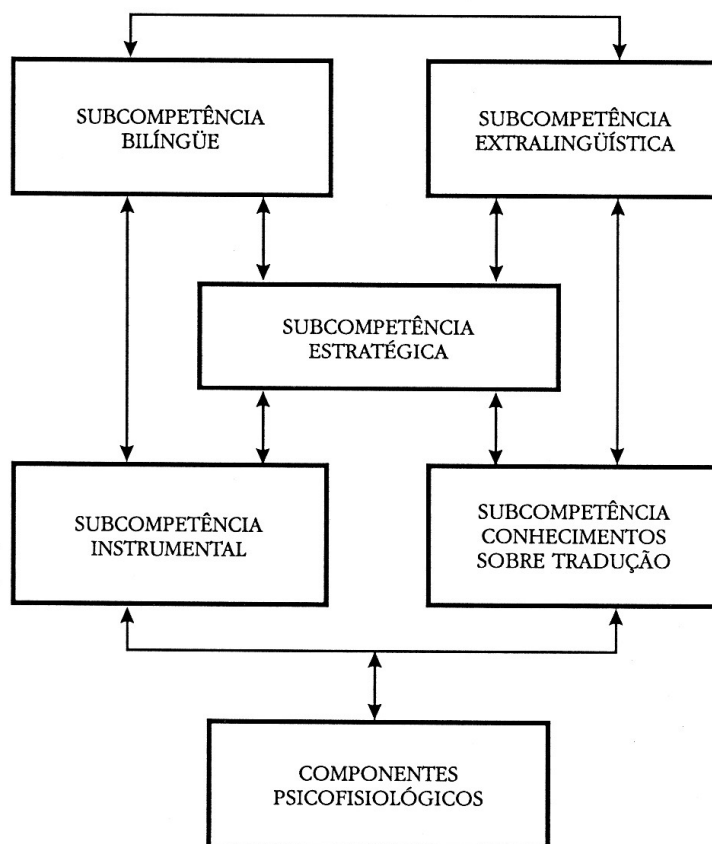 SUBCOMPETÊNCIA
BILÍNGÜE
SUBCOMPETÊNCIA
EXTRALINGÜÍSTICA
SUBCOMPETÊNCIA
ESTRATÉGICA
SUBCOMPETÊNCIA
INSTRUMENTAL
SUBCOMPETÊNCIA
CONHECIMENTOS
SOBRE TRADUÇÃO
COMPONENTES
PSICOFISIOLÓGICOS